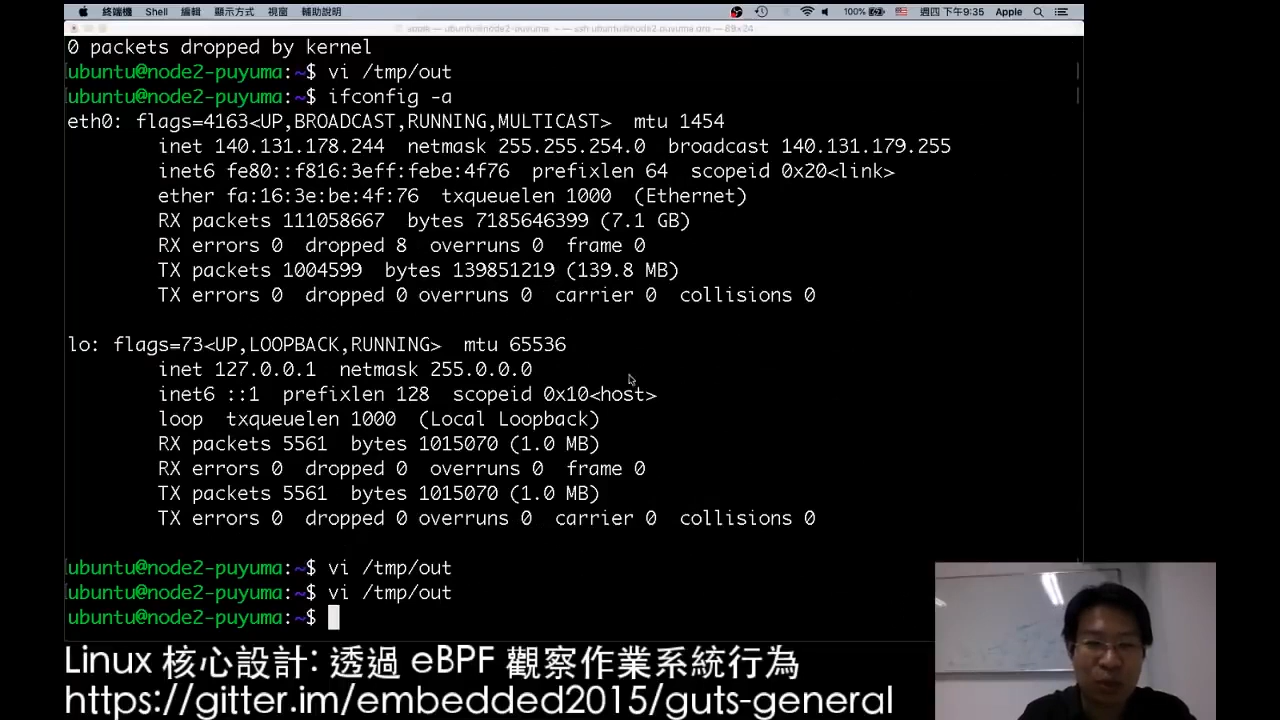 終端機 Shell 編輯 顯示方式 視窗 輔助說明 100% 週四 下午9:35 Apple
0 packets dropped by kernel
ubuntu@node2-puyuma:~$ vi /tmp/out
ubuntu@node2-puyuma:~$ ifconfig -a
eth0: flags=4163<UP,BROADCAST,RUNNING,MULTICAST>  mtu 1454
inet 140.131.178.244  netmask 255.255.254.0  broadcast 140.131.179.255
inet6 fe80::f816:3eff:febe:4f76  prefixlen 64  scopeid 0x20<link>
ether fa:16:3e:be:4f:76  txqueuelen 1000  (Ethernet)
RX packets 111058667  bytes 7185646399 (7.1 GB)
RX errors 0  dropped 8  overruns 0  frame 0
TX packets 1004599  bytes 139851219 (139.8 MB)
TX errors 0  dropped 0 overruns 0  carrier 0  collisions 0
lo: flags=73<UP,LOOPBACK,RUNNING>  mtu 65536
inet 127.0.0.1  netmask 255.0.0.0
inet6 ::1  prefixlen 128  scopeid 0x10<host>
loop  txqueuelen 1000  (Local Loopback)
RX packets 5561  bytes 1015070 (1.0 MB)
RX errors 0  dropped 0  overruns 0  frame 0
TX packets 5561  bytes 1015070 (1.0 MB)
TX errors 0  dropped 0 overruns 0  carrier 0  collisions 0
ubuntu@node2-puyuma:~$ vi /tmp/out
ubuntu@node2-puyuma:~$ vi /tmp/out
ubuntu@node2-puyuma:~$
Linux 核心設計: 透過 eBPF 觀察作業系統行為
https://gitter.im/embedded2015/guts-general